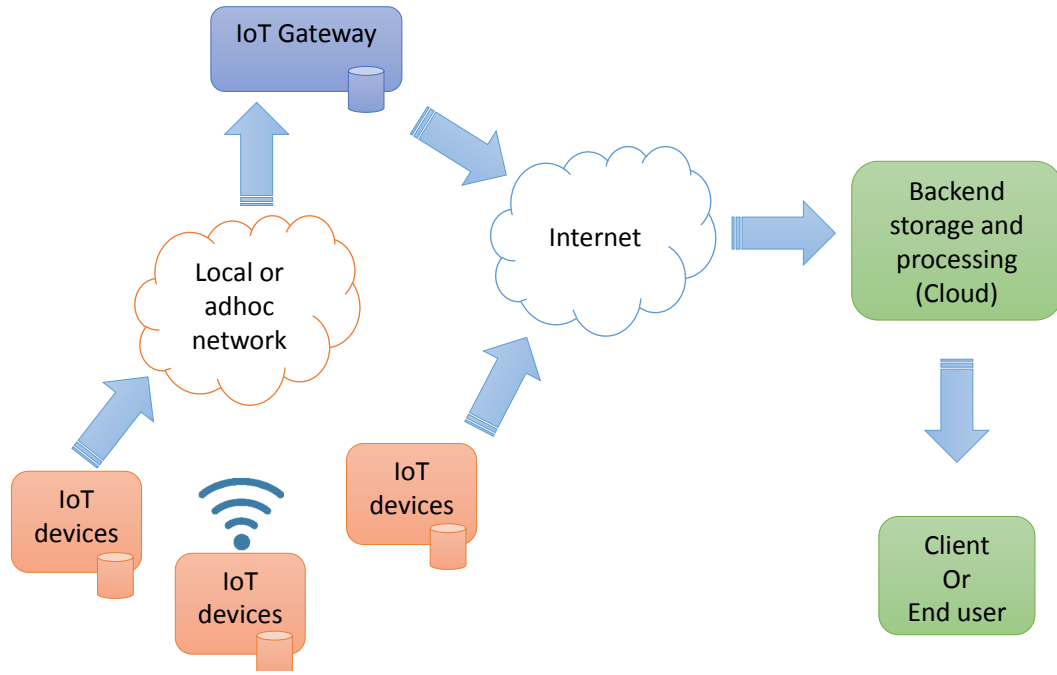 IoT Gateway
Local or
adhoc
network
Internet
Backend
storage and
processing
(Cloud)
IoT
devices
IoT
devices
IoT
devices
Client
Or
End user